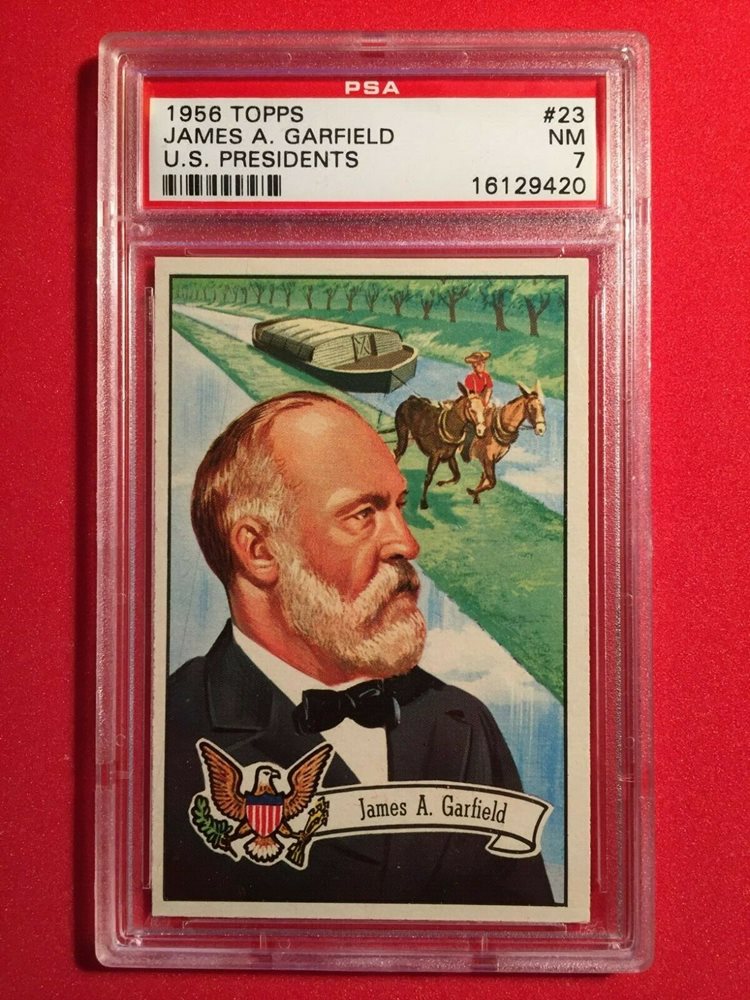 PSA
1956 TOPPS #23
JAMES A. GARFIELD NM
U.S. PRESIDENTS 7
16129420
James A. Garfield